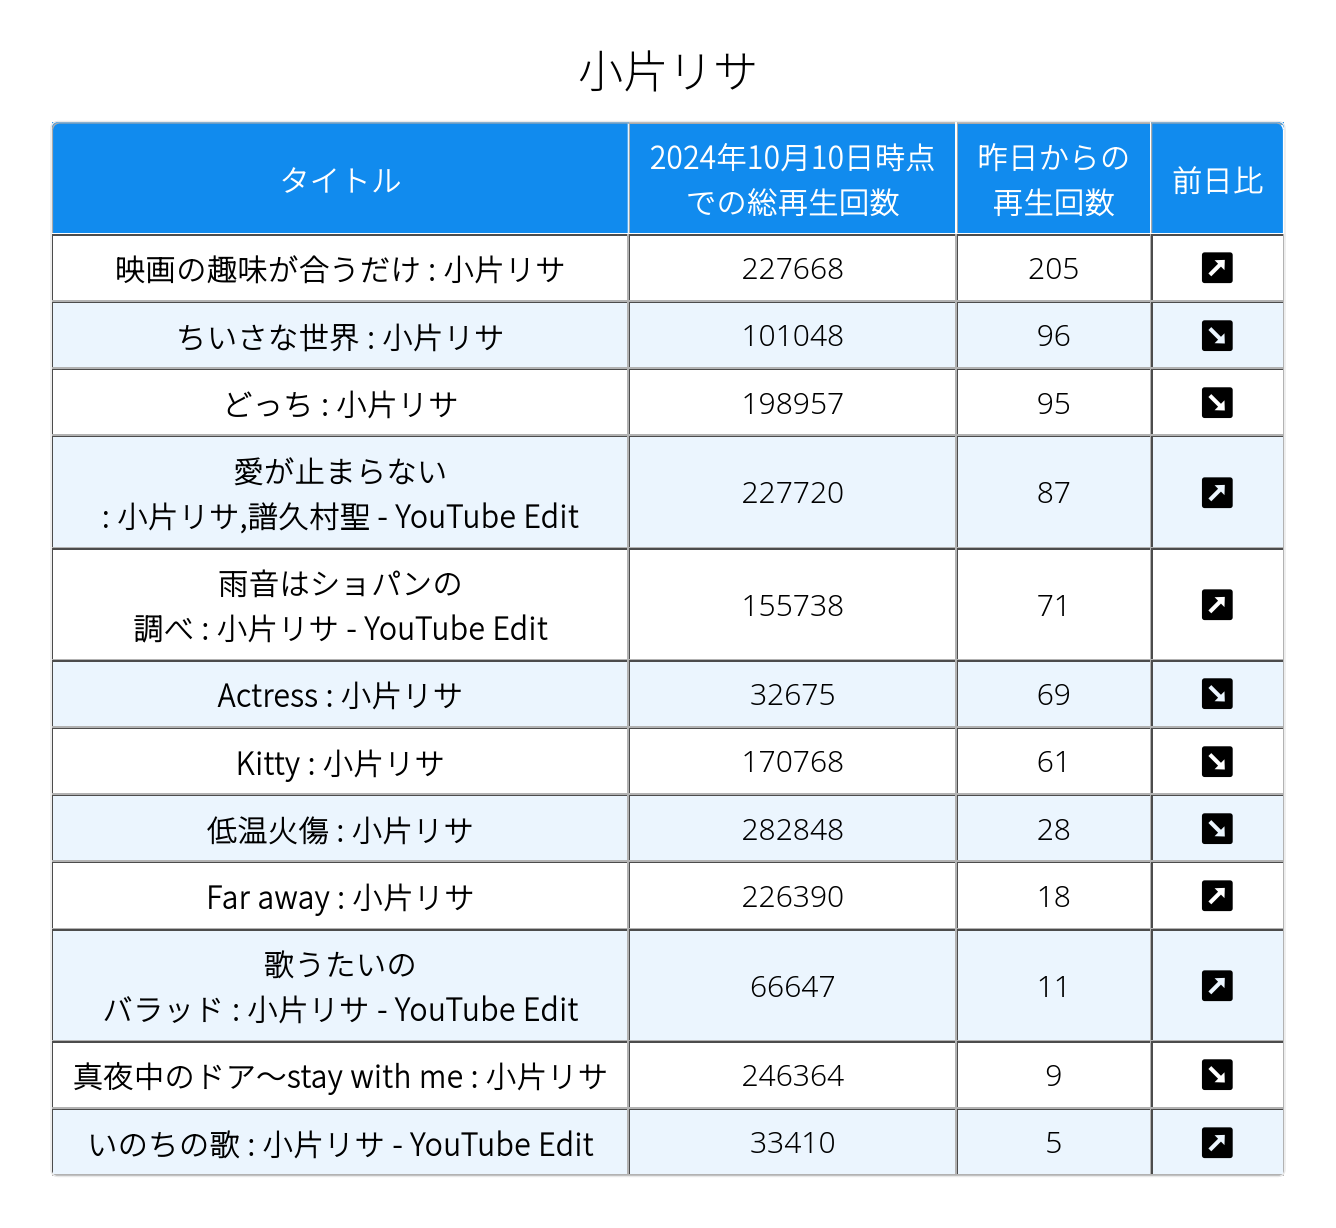 小片リサ
タイトル
2024年10月10日時点
での総再生回数
昨日からの
再生回数
前日比
映画の趣味が合うだけ : 小片リサ 227668 205
ちいさな世界 : 小片リサ 101048 96
どっち : 小片リサ 198957 95
愛が止まらない
: 小片リサ,譜久村聖 - YouTube Edit 227720 87
雨音はショパンの
調べ : 小片リサ - YouTube Edit 155738 71
Actress : 小片リサ 32675 69
Kitty : 小片リサ 170768 61
低温火傷 : 小片リサ 282848 28
Far away : 小片リサ 226390 18
歌うたいの
バラッド : 小片リサ - YouTube Edit 66647 11
真夜中のドア〜stay with me : 小片リサ 246364 9
いのちの歌 : 小片リサ - YouTube Edit 33410 5